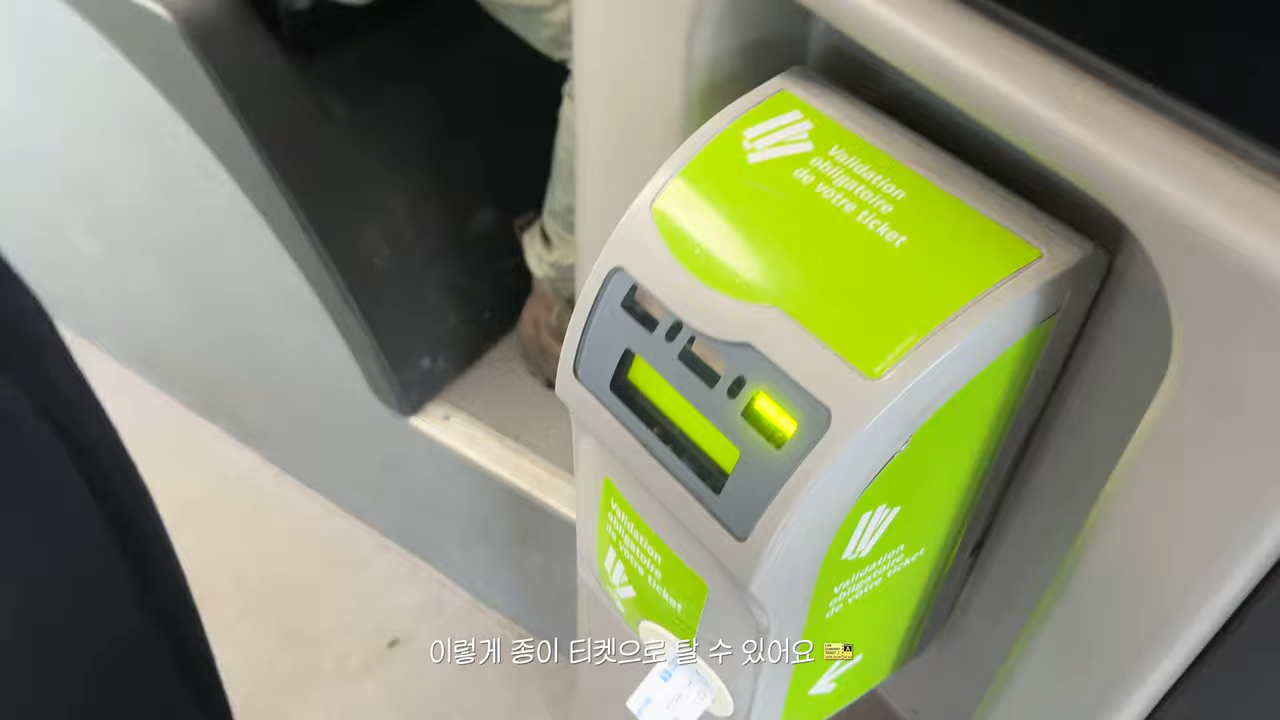 Validation
obligatoire
de votre ticket
Validation
obligatoire
de votre ticket
Validation
obligatoire
de votre ticket
이렇게 종이 티켓으로 탈 수 있어요